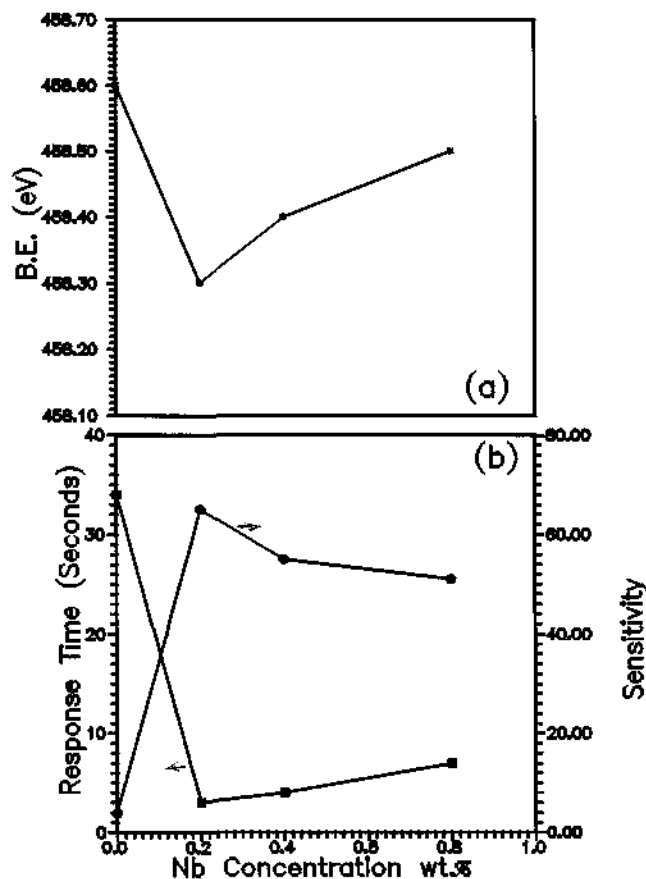 458.70
458.60
458.50
458.40
458.30
458.20
458.10
B.E. (eV)
(a)
40
30
20
10
0
Response Time (Seconds)
80.00
60.00
40.00
20.00
0.00
Sensitivity
(b)
0.0 0.2 0.4 0.6 0.8 1.0
Nb Concentration wt.%